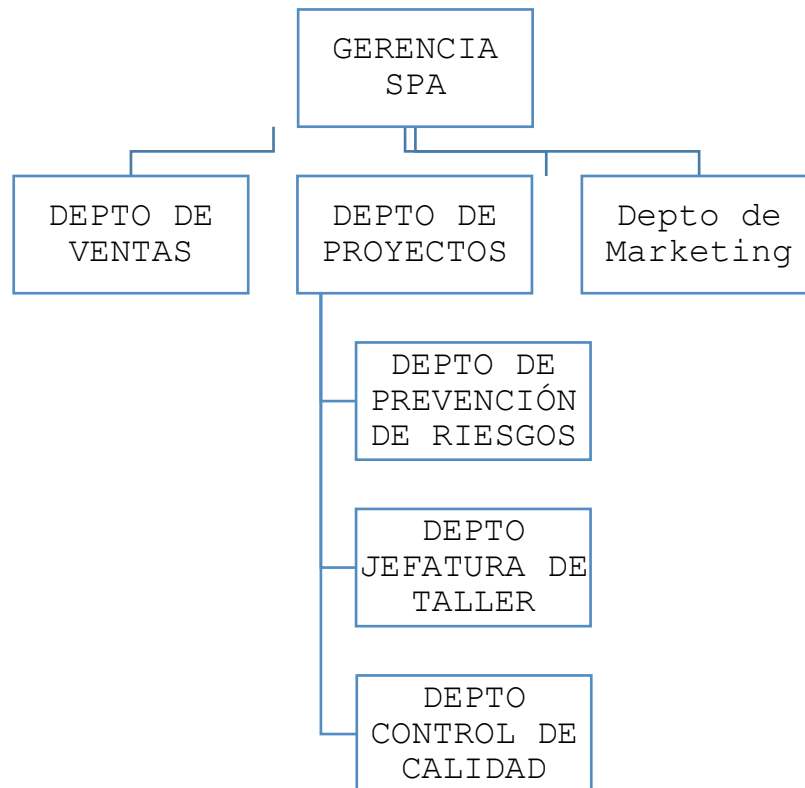 GERENCIA
SPA
DEPTO DE
VENTAS
DEPTO DE
PROYECTOS
Depto de
Marketing
DEPTO DE
PREVENCIÓN
DE RIESGOS
DEPTO
JEFATURA DE
TALLER
DEPTO
CONTROL DE
CALIDAD